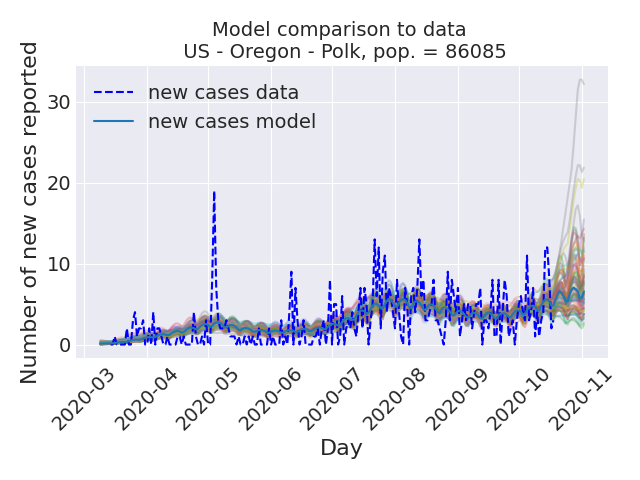 Model comparison to data
US - Oregon - Polk, pop. = 86085
Number of new cases reported
30
20
10
0
new cases data
new cases model
2020-03
2020-04
2020-05
2020-06
2020-07
2020-08
2020-09
2020-10
2020-11
Day